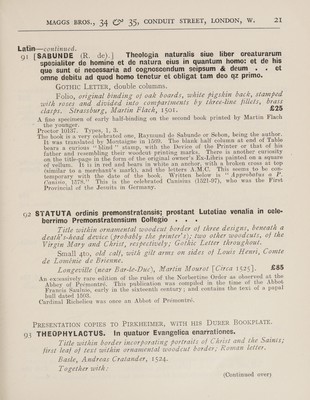 MAGGS BROS., 34 & 35, CONDUIT STREET, LONDON, W. 21
Latin—continued.
91 [SABUNDE (R. de).] Theologia naturalis siue liber creaturarum
specialiter de homine et de natura eius in quantum homo: et de his
que sunt ei necessaria ad cognoscendum seipsum & deum . . et
omne debitu ad quod homo tenetur et obligat tam deo qz primo.
GOTHIC LETTER, double columns.
Folio, original binding of oak boards, white pigskin back, stamped
with roses and divided into compartments by three-line fillets, brass
clasps. Strassburg, Martin Flach, 1501. £25
A fine specimen of early half-binding on the second book printed by Martin Flach
the younger.
Proctor 10137. Types, 1, 3.
The book is a very celebrated one, Raymund de Sabunde or Sebon, being the author.
It was translated by Montaigne in 1569. The blank half column at end of Table
bears a curious "blind" stamp, with the Device of the Printer or that of his
father and resembling their woodcut printing marks. There is another curiosity
on the title-page in the form of the original owner's Ex-Libris painted on a square
of vellum. It is in red and bears in white an anchor, with a broken cross at top
(similar to a merchant's mark), and the letters A.M.C. This seems to be con-
temporary with the date of the book. Written below is "Approbatus a P.
Canisio, 1578." This is the celebrated Canisius (1521-97), who was the First
Provincial of the Jesuits in Germany.
92 STATUTA ordinis premonstratensis; prostant Lutetiae venalia in cele-
berrimo Premonstratensium Collegio . . .
Title within ornamental woodcut border of three designs, beneath a
death's-head device (probably the printer's); two other woodcuts, of the
Virgin Mary and Christ, respectively; Gothic Letter throughout.
Small 4to, old calf, with gilt arms on sides of Louis Henri, Comte
de Loménie de Brienne.
Longeville (near Bar-le-Duc), Martin Mourot [Circa 1525]. £85
An excessively rare edition of the rules of the Norbertine Order as observed at the
Abbey of Prémontré. This publication was compiled in the time of the Abbot
Francis Saulnie, early in the sixteenth century; and contains the text of a papal
bull dated 1503.
Cardinal Richelieu was once an Abbot of Prémontré.
PRESENTATION COPIES TO PIRKHEIMER, WITH HIS DURER BOOKPLATE.
93 THEOPHYLACTUS. In quatuor Evangelica enarrationes.
Title within border incorporating portraits of Christ and the Saints;
first leaf of text within ornamental woodcut border; Roman letter.
Basle, Andreas Cratander, 1524.
Together with:
(Continued over)